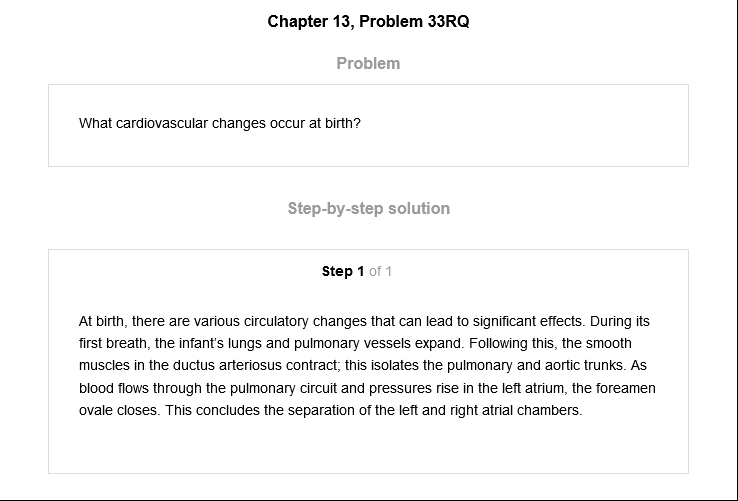 Chapter 13, Problem 33RQ
Problem
What cardiovascular changes occur at birth?
Step-by-step solution
Step 1 of 1
At birth, there are various circulatory changes that can lead to significant effects. During its
first breath, the infant's lungs and pulmonary vessels expand. Following this, the smooth
muscles in the ductus arteriosus contract; this isolates the pulmonary and aortic trunks. As
blood flows through the pulmonary circuit and pressures rise in the left atrium, the foreamen
ovale closes. This concludes the separation of the left and right atrial chambers.